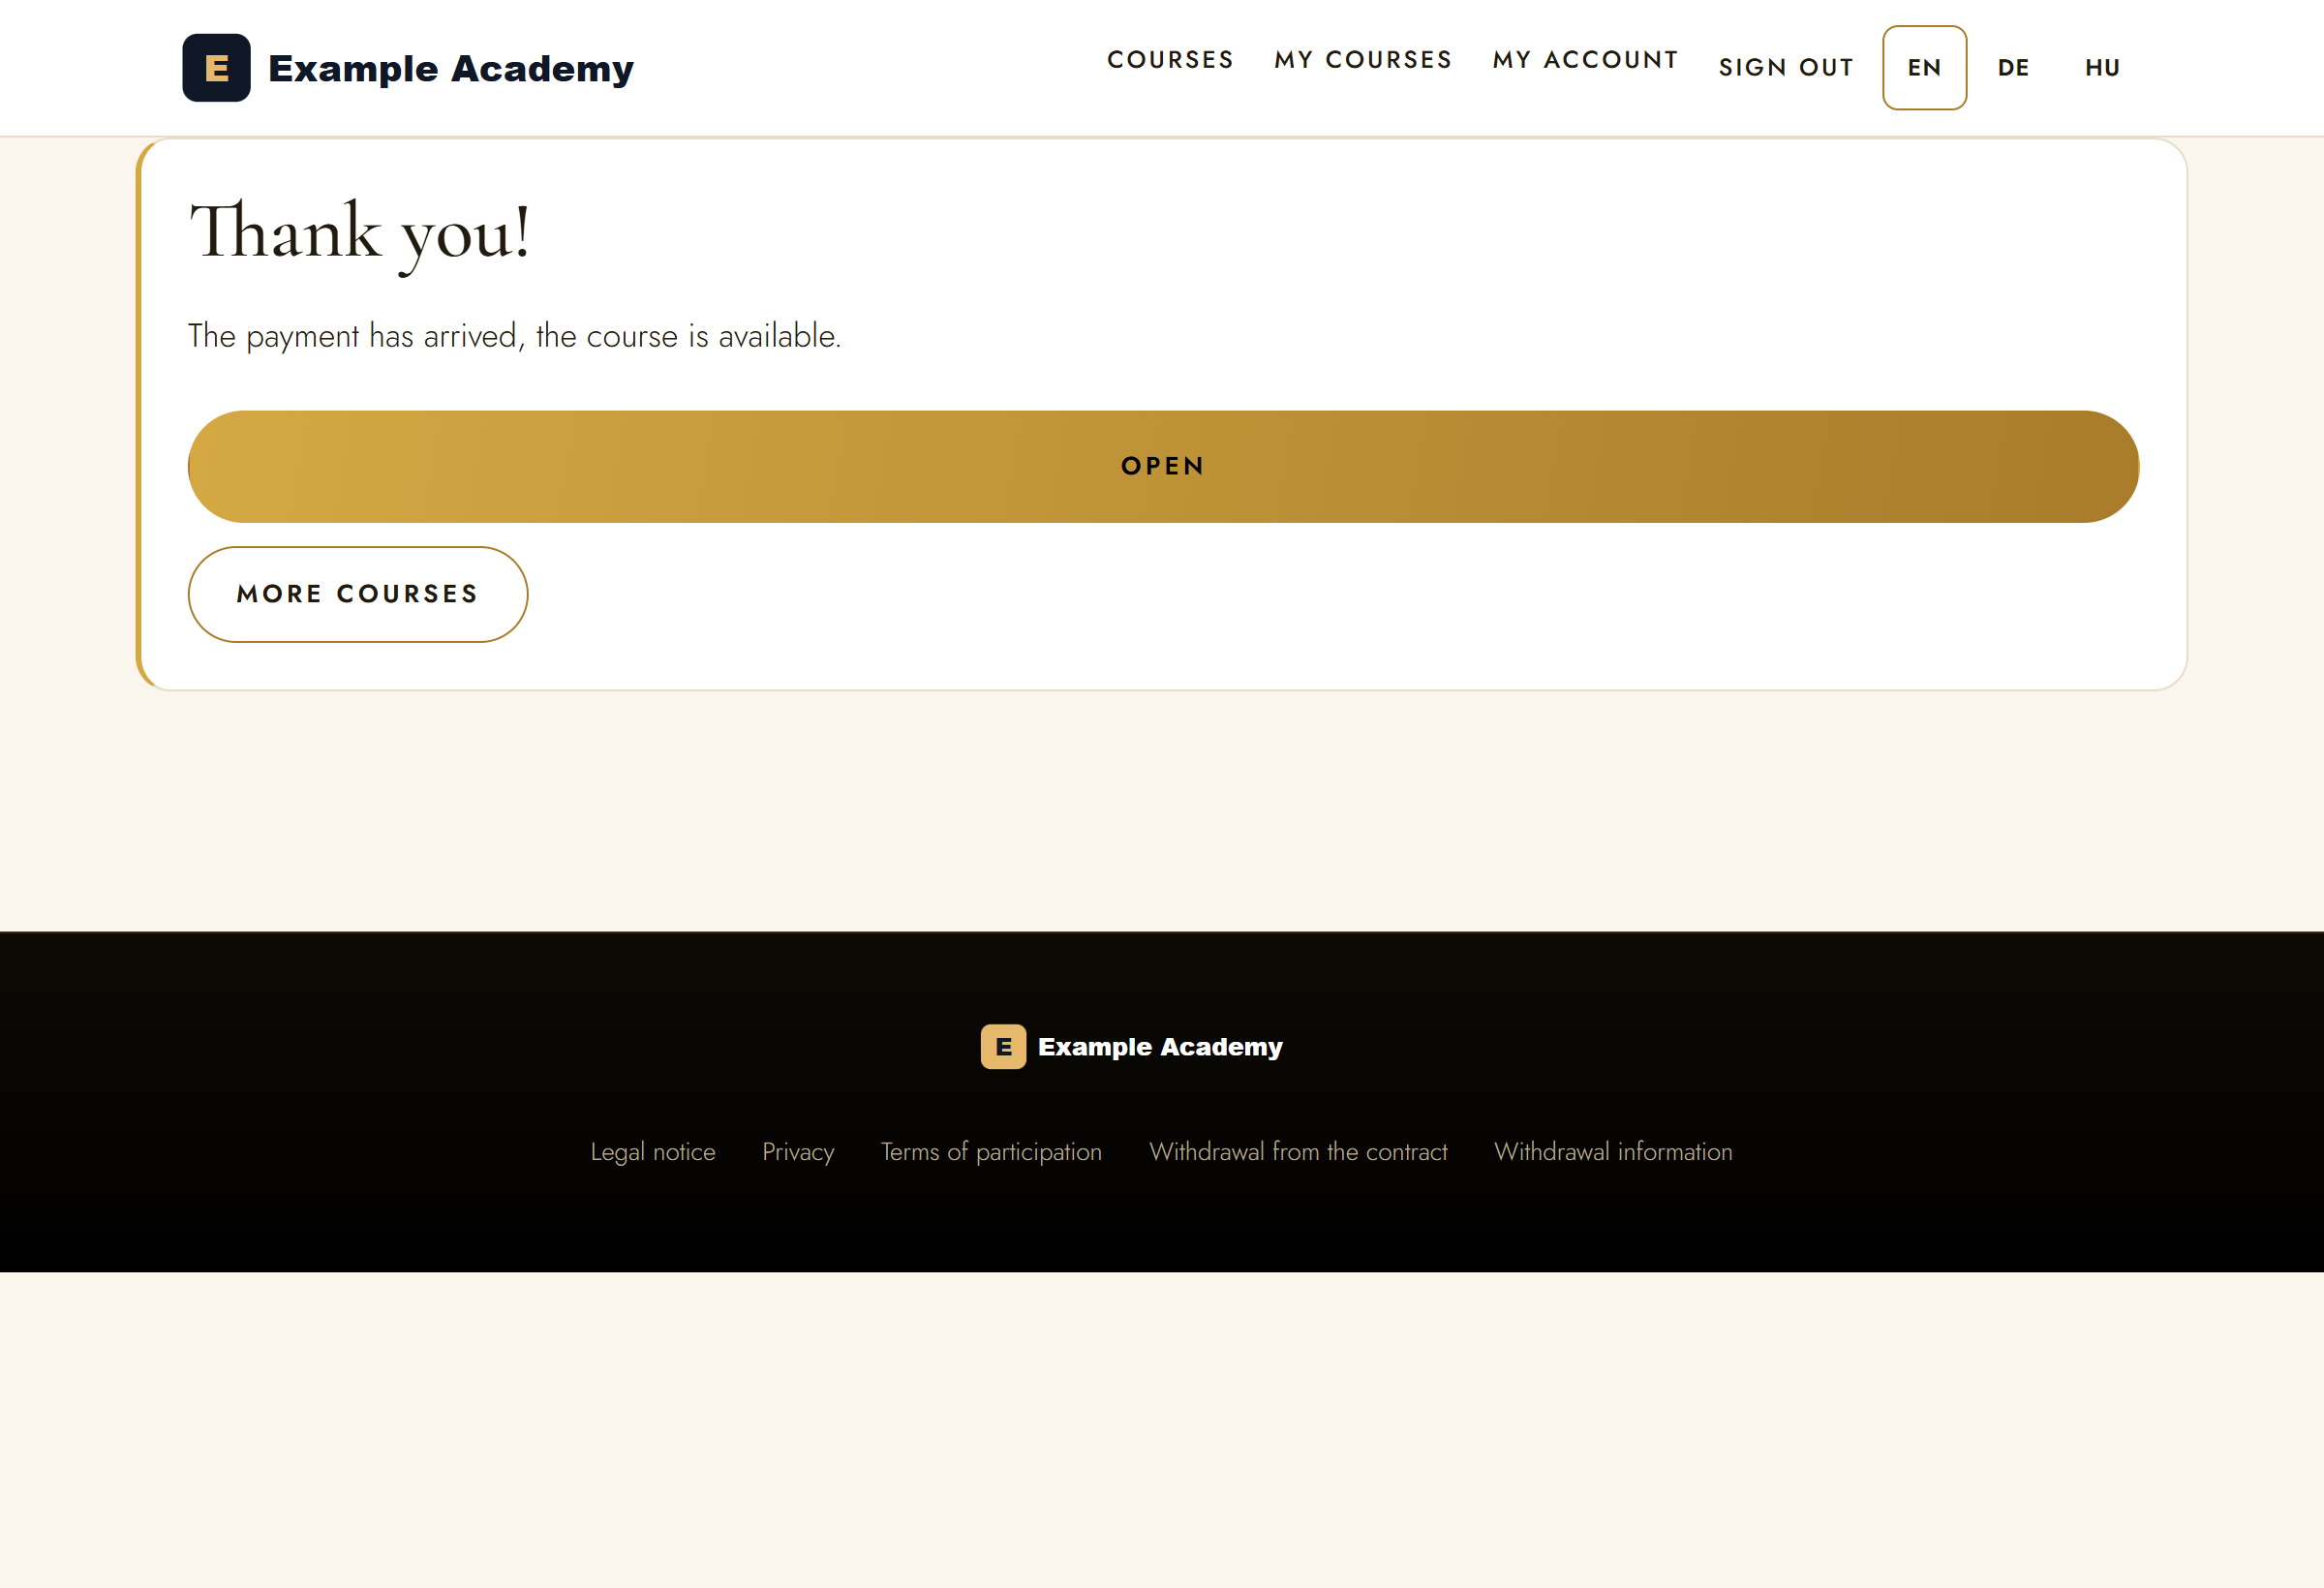 E Example Academy
COURSES MY COURSES MY ACCOUNT SIGN OUT EN DE HU
Thank you!
The payment has arrived, the course is available.
OPEN
MORE COURSES
E Example Academy
Legal notice Privacy Terms of participation Withdrawal from the contract Withdrawal information